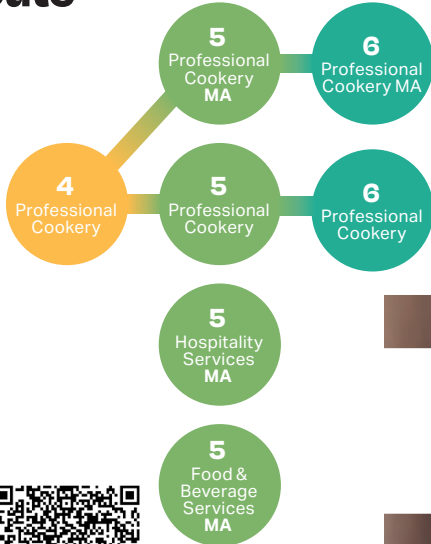 5
Professional
Cookery
MA
6
Professional
Cookery MA
4
Professional
Cookery
5
Professional
Cookery
6
Professional
Cookery
5
Hospitality
Services
MA
5
Food &
Beverage
Services
MA